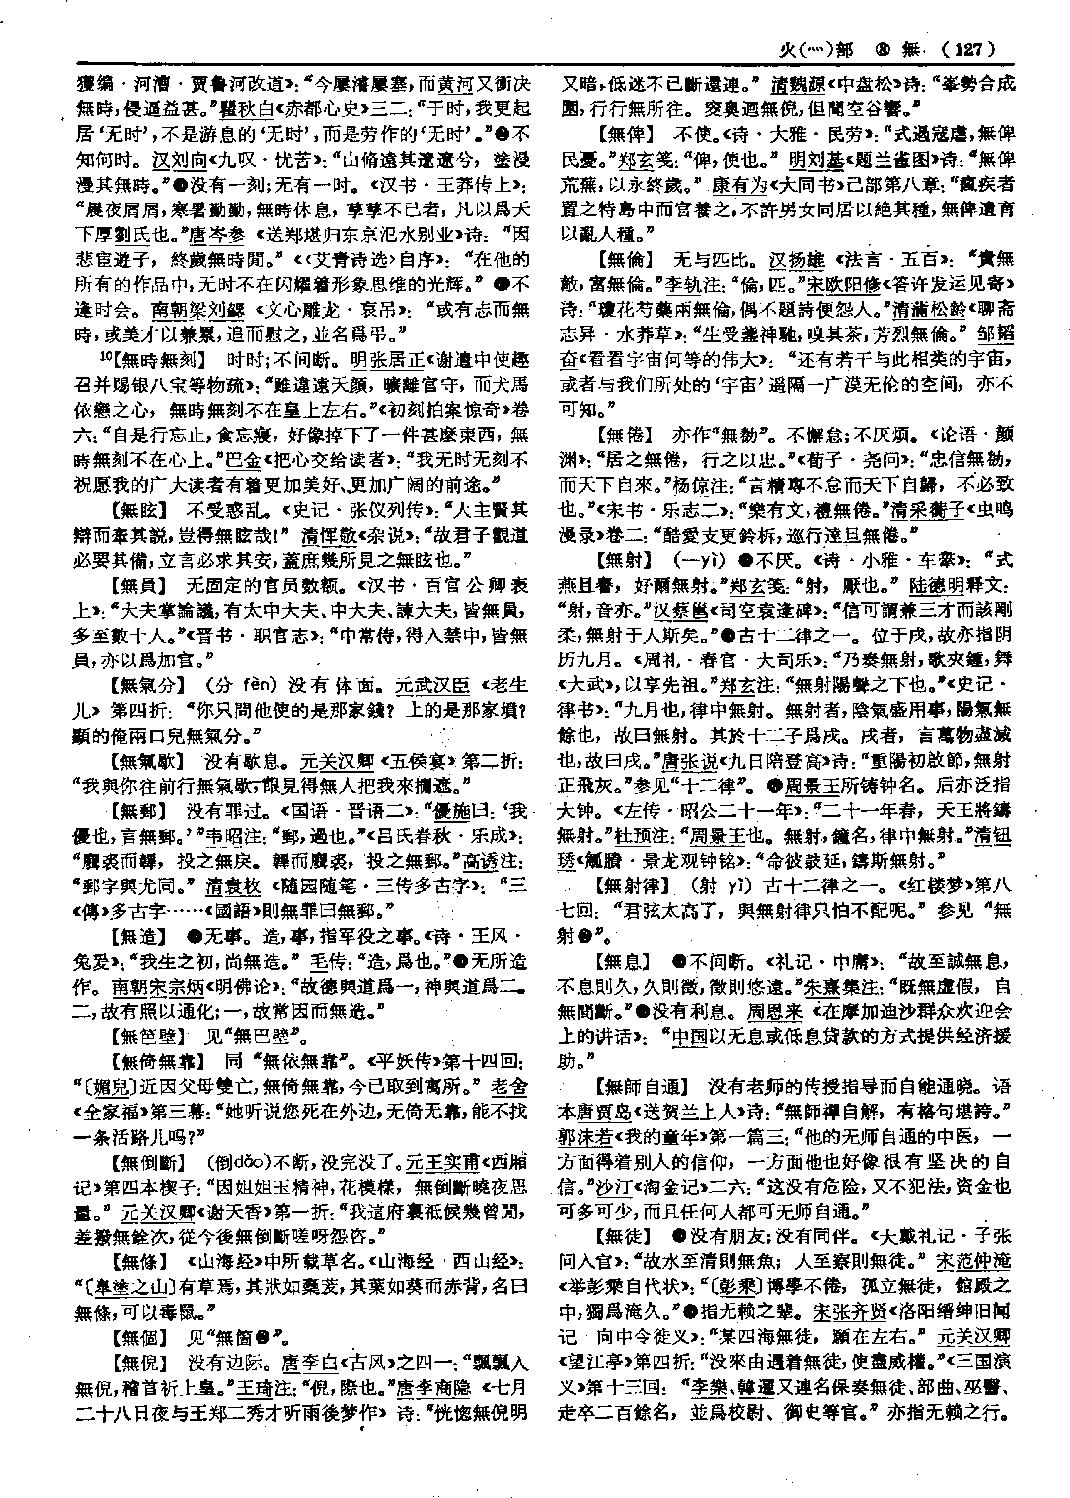 火(灬)部 ⑧ 無 (127)
獲编·河漕·贾鲁河改道》：“今屢濬屢塞，而黄河又衝决
無時，侵逼益甚。”瞿秋白《赤都心史》三二：“于时，我更起
居‘无时’，不是游息的‘无时’，而是劳作的‘无时’。”❷不
知何时。汉刘向《九叹·忧苦》：“山脩遠其遼遼兮，塗漫
漫其無時。”❸没有一刻；无有一时。《汉书·王莽传上》：
“晨夜屑屑，寒暑勤勤，無時休息，孳孳不已者，凡以爲天
下厚劉氏也。”唐岑参《送郑堪归东京汜水别业》诗：“因
悲宦遊子，終歲無時閒。”《〈艾青诗选〉自序》：“在他的
所有的作品中，无时不在闪耀着形象思维的光辉。”❹不
逢时会。南朝梁刘勰《文心雕龙·哀吊》：“或有志而無
時，或美才以兼累，追而慰之，並名爲弔。”
10【無時無刻】 时时；不间断。明张居正《谢遣中使趣
召并赐银八宝等物疏》：“雖違遠天顔，曠離官守，而犬馬
依戀之心，無時無刻不在皇上左右。”《初刻拍案惊奇》卷
六：“自是行忘止，食忘寢，好像掉下了一件甚麽東西，無
時無刻不在心上。”巴金《把心交给读者》：“我无时无刻不
祝愿我的广大读者有着更加美好、更加广阔的前途。”
【無眩】 不受惑乱。《史记·张仪列传》：“人主賢其
辯而牽其説，豈得無眩哉！”清恽敬《杂说》：“故君子觀道
必要其備，立言必求其安，蓋庶幾所見之無眩也。”
【無員】 无固定的官员数额。《汉书·百官公卿表
上》：“大夫掌論議，有太中大夫、中大夫、諫大夫，皆無員，
多至數十人。”《晋书·职官志》：“中常侍，得入禁中，皆無
員，亦以爲加官。”
【無氣分】 (分 fèn) 没有体面。元武汉臣《老生
儿》第四折：“你只問他使的是那家錢？上的是那家墳？
顯的俺兩口兒無氣分。”
【無氣歇】 没有歇息。元关汉卿《五侯宴》第二折：
“我與你往前行無氣歇，眼見得無人把我來攔遮。”
【無郵】 没有罪过。《国语·晋语二》：“優施曰：‘我
優也，言無郵。’”韦昭注：“郵，過也。”《吕氏春秋·乐成》：
“麛裘而韠，投之無戾。韠而麛裘，投之無郵。”高诱注：
“郵字與尤同。”清袁枚《随园随笔·三传多古字》：“三
《傳》多古字……《國語》則無罪曰無郵。”
【無造】 ❶无事。造，事，指军役之事。《诗·王风·
兔爰》：“我生之初，尚無造。”毛传：“造，爲也。”❷无所造
作。南朝宋宗炳《明佛论》：“故德與道爲一，神與道爲二。
二，故有照以通化；一，故常因而無造。”
【無笆壁】 见“無巴壁”。
【無倚無靠】 同“無依無靠”。《平妖传》第十四回：
“〔媚兒〕近因父母雙亡，無倚無靠，今已取到寓所。”老舍
《全家福》第三幕：“她听说您死在外边，无倚无靠，能不找
一条活路儿吗？”
【無倒斷】 (倒dǎo)不断，没完没了。元王实甫《西厢
记》第四本楔子：“因姐姐玉精神，花模樣，無倒斷曉夜思
量。”元关汉卿《谢天香》第一折：“我這府裏祗候幾曾閒，
差撥無銓次，從今後無倒斷嗟呀怨咨。”
【無條】 《山海经》中所载草名。《山海经·西山经》：
“〔臯塗之山〕有草焉，其狀如藁茇，其葉如葵而赤背，名曰
無條，可以毒鼠。”
【無個】 见“無箇❷”。
【無倪】 没有边际。唐李白《古风》之四一：“飄飄入
無倪，稽首祈上皇。”王琦注：“倪，際也。”唐李商隐《七月
二十八日夜与王郑二秀才听雨後梦作》诗：“恍惚無倪明
又暗，低迷不已斷還連。”清魏源《中盘松》诗：“峯勢合成
圍，行行無所往。窔奥迥無倪，但聞空谷響。”
【無俾】 不使。《诗·大雅·民劳》：“式遏寇虐，無俾
民憂。”郑玄笺：“俾，使也。”明刘基《题兰雀图》诗：“無俾
荒蕪，以永終歲。”康有为《大同书》己部第八章：“癲疾者
置之特島中而官養之，不許男女同居以絶其種，無俾遺育
以亂人種。”
【無倫】 无与匹比。汉扬雄《法言·五百》：“貴無
敵，富無倫。”李轨注：“倫，匹。”宋欧阳修《答许发运见寄》
诗：“瓊花芍藥兩無倫，偶不題詩便怨人。”清蒲松龄《聊斋
志异·水莽草》：“生受盞神馳，嗅其茶，芳烈無倫。”邹韬
奋《看看宇宙何等的伟大》：“还有若干与此相类的宇宙，
或者与我们所处的‘宇宙’遥隔一广漠无伦的空间，亦不
可知。”
【無倦】 亦作“無勌”。不懈怠；不厌烦。《论语·颜
渊》：“居之無倦，行之以忠。”《荀子·尧问》：“忠信無勌，
而天下自來。”杨倞注：“言精専不怠而天下自歸，不必致
也。”《宋书·乐志二》：“樂有文，禮無倦。”清采蘅子《虫鸣
漫录》卷二：“酷愛支更鈴柝，巡行達旦無倦。”
【無射】 (一yì) ❶不厌。《诗·小雅·车舝》：“式
燕且譽，好爾無射。”郑玄笺：“射，厭也。”陆德明释文：
“射，音亦。”汉蔡邕《司空袁逢碑》：“信可謂兼三才而該剛
柔，無射于人斯矣。”❷古十二律之一。位于戌，故亦指阴
历九月。《周礼·春官·大司乐》：“乃奏無射，歌夾鍾，舞
《大武》，以享先祖。”郑玄注：“無射陽聲之下也。”《史记·
律书》：“九月也，律中無射。無射者，陰氣盛用事，陽氣無
餘也，故曰無射。其於十二子爲戌。戌者，言萬物盡滅
也，故曰戌。”唐张说《九日陪登高》诗：“重陽初啟節，無射
正飛灰。”参见“十二律”。❸周景王所铸钟名。后亦泛指
大钟。《左传·昭公二十一年》：“二十一年春，天王將鑄
無射。”杜预注：“周景王也。無射，鐘名，律中無射。”清钮
琇《觚賸·景龙观钟铭》：“命彼鼓延，鑄斯無射。”
【無射律】 (射 yì) 古十二律之一。《红楼梦》第八
七回：“君弦太高了，與無射律只怕不配呢。”参见“無
射❷”。
【無息】 ❶不间断。《礼记·中庸》：“故至誠無息，
不息則久，久則徵，徵則悠遠。”朱熹集注：“既無虚假，自
無間斷。”❷没有利息。周恩来《在摩加迪沙群众欢迎会
上的讲话》：“中国以无息或低息贷款的方式提供经济援
助。”
【無師自通】 没有老师的传授指导而自能通晓。语
本唐贾岛《送贺兰上人》诗：“無師禪自解，有格句堪誇。”
郭沫若《我的童年》第一篇三：“他的无师自通的中医，一
方面得着别人的信仰，一方面他也好像很有坚决的自
信。”沙汀《淘金记》二六：“这没有危险，又不犯法，资金也
可多可少，而且任何人都可无师自通。”
【無徒】 ❶没有朋友；没有同伴。《大戴礼记·子张
问入官》：“故水至清則無魚；人至察則無徒。”宋范仲淹
《举彭乘自代状》：“〔彭乘〕博學不倦，孤立無徒，館殿之
中，獨爲淹久。”❷指无赖之辈。宋张齐贤《洛阳缙绅旧闻
记·向中令徙义》：“某四海無徒，願在左右。”元关汉卿
《望江亭》第四折：“没來由遇着無徒，使盡威權。”《三国演
义》第十三回：“李樂、韓暹又連名保奏無徒、部曲、巫醫、
走卒二百餘名，並爲校尉、御史等官。”亦指无赖之行。